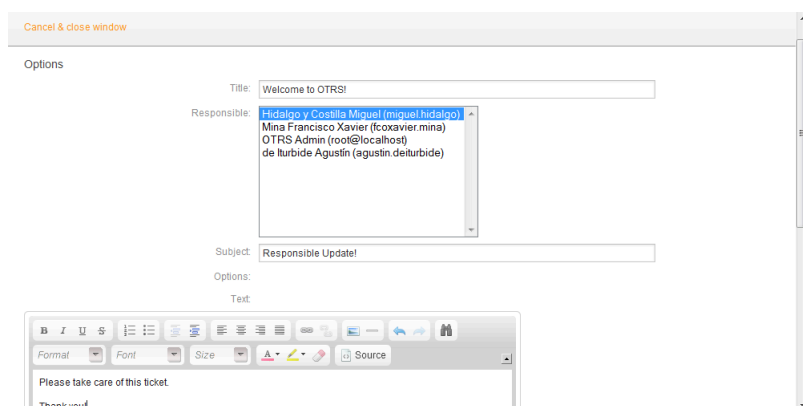 Cancel & close window
Options
Title: Welcome to OTRS!
Responsible: Hidalgo y Costilla Miguel (miguel.hidalgo)
Mina Francisco Xavier (fcoxavier.mina)
OTRS Admin (root@localhost)
de Iturbide Agustín (agustin.deiturbide)
Subject: Responsible Update!
Options:
Text:
B I U S
Format Font Size A Source
Please take care of this ticket.
Thank you!